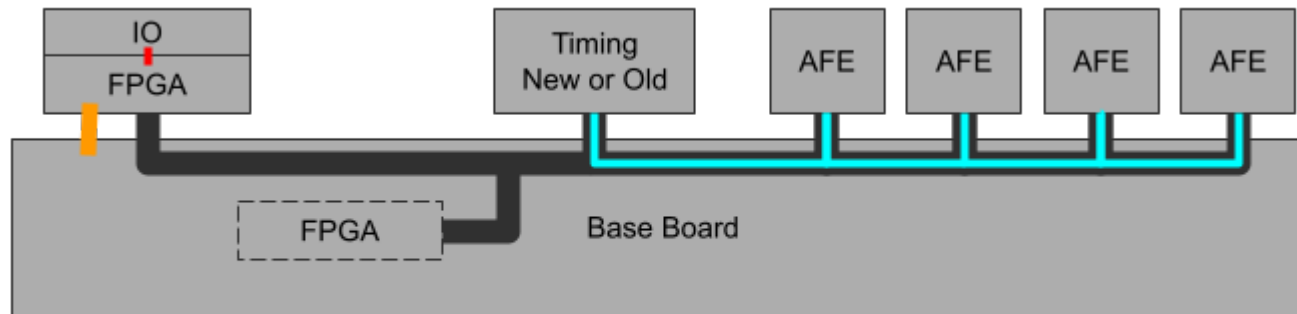 IO
FPGA
Timing
New or Old
AFE
AFE
AFE
AFE
FPGA
Base Board